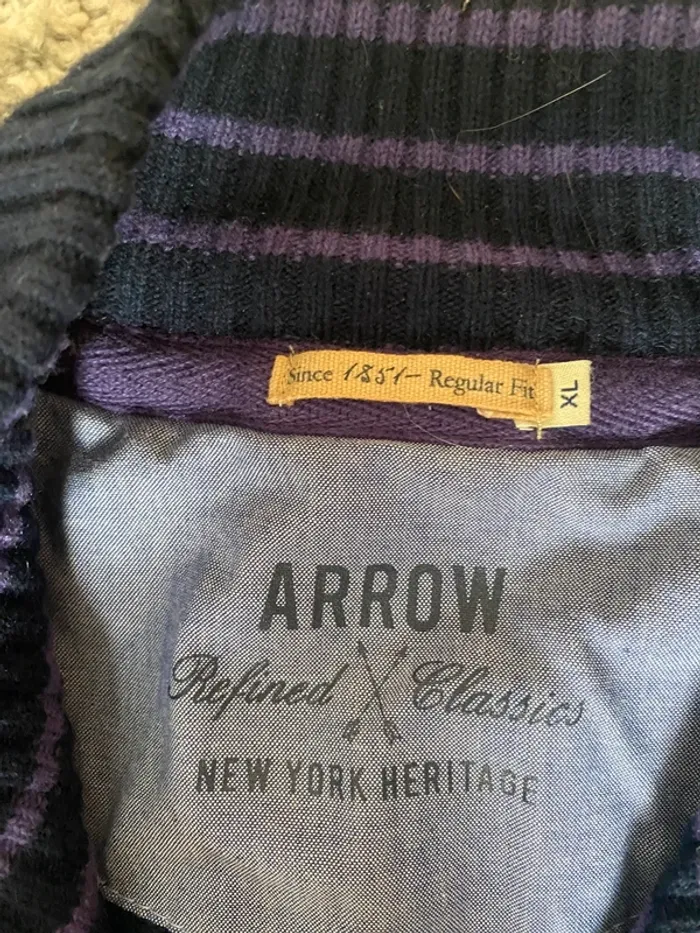 Since 1851— Regular Fit
XL
ARROW
Refined Classics
NEW YORK HERITAGE